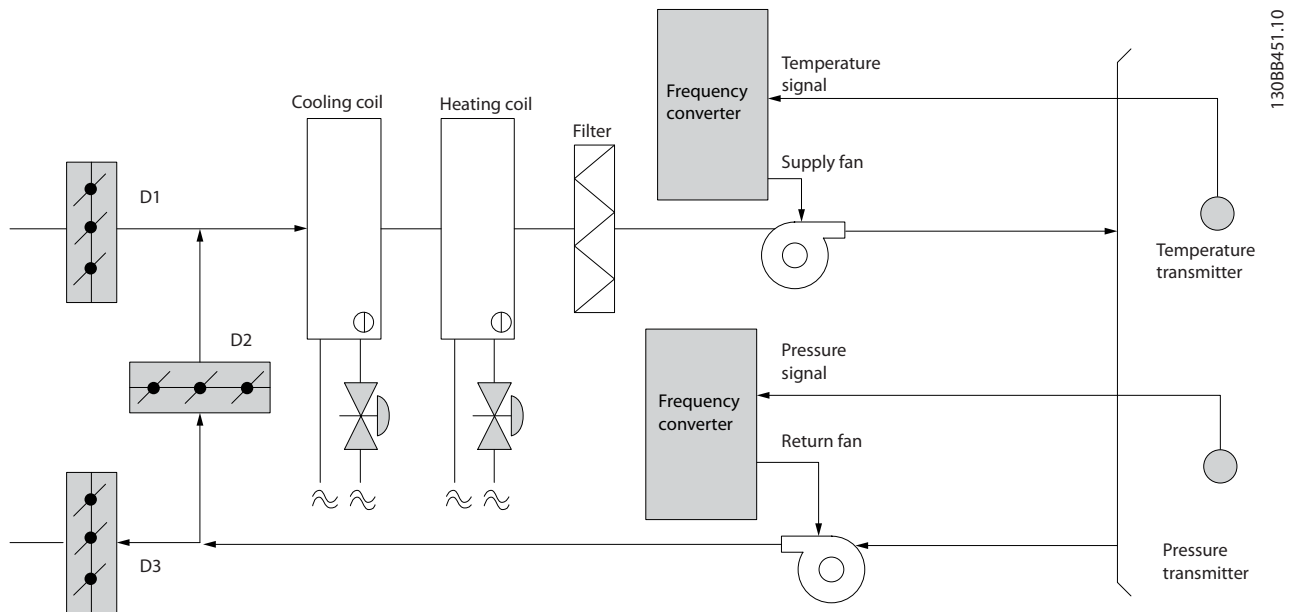 130BB451.10
Temperature
signal
Frequency
converter
Cooling coil
Heating coil
Filter
Supply fan
D1
Temperature
transmitter
D2
Pressure
signal
Frequency
converter
Return fan
D3
Pressure
transmitter